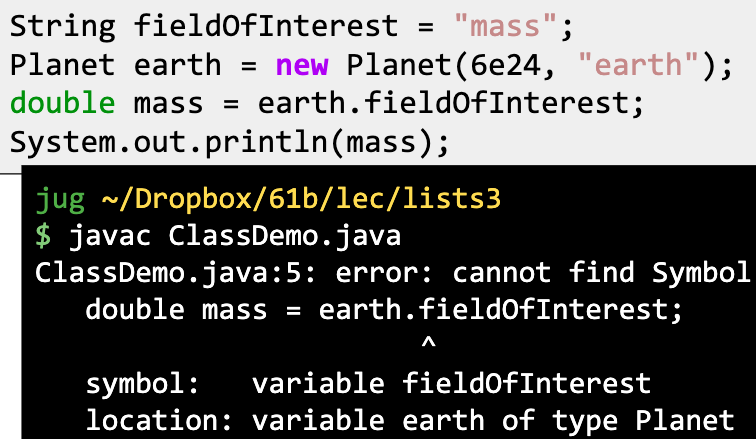 String fieldOfInterest = "mass";
Planet earth = new Planet(6e24, "earth");
double mass = earth.fieldOfInterest;
System.out.println(mass);
jug ~/Dropbox/61b/lec/lists3
$ javac ClassDemo.java
ClassDemo.java:5: error: cannot find Symbol
double mass = earth.fieldOfInterest;
^
symbol: variable fieldOfInterest
location: variable earth of type Planet